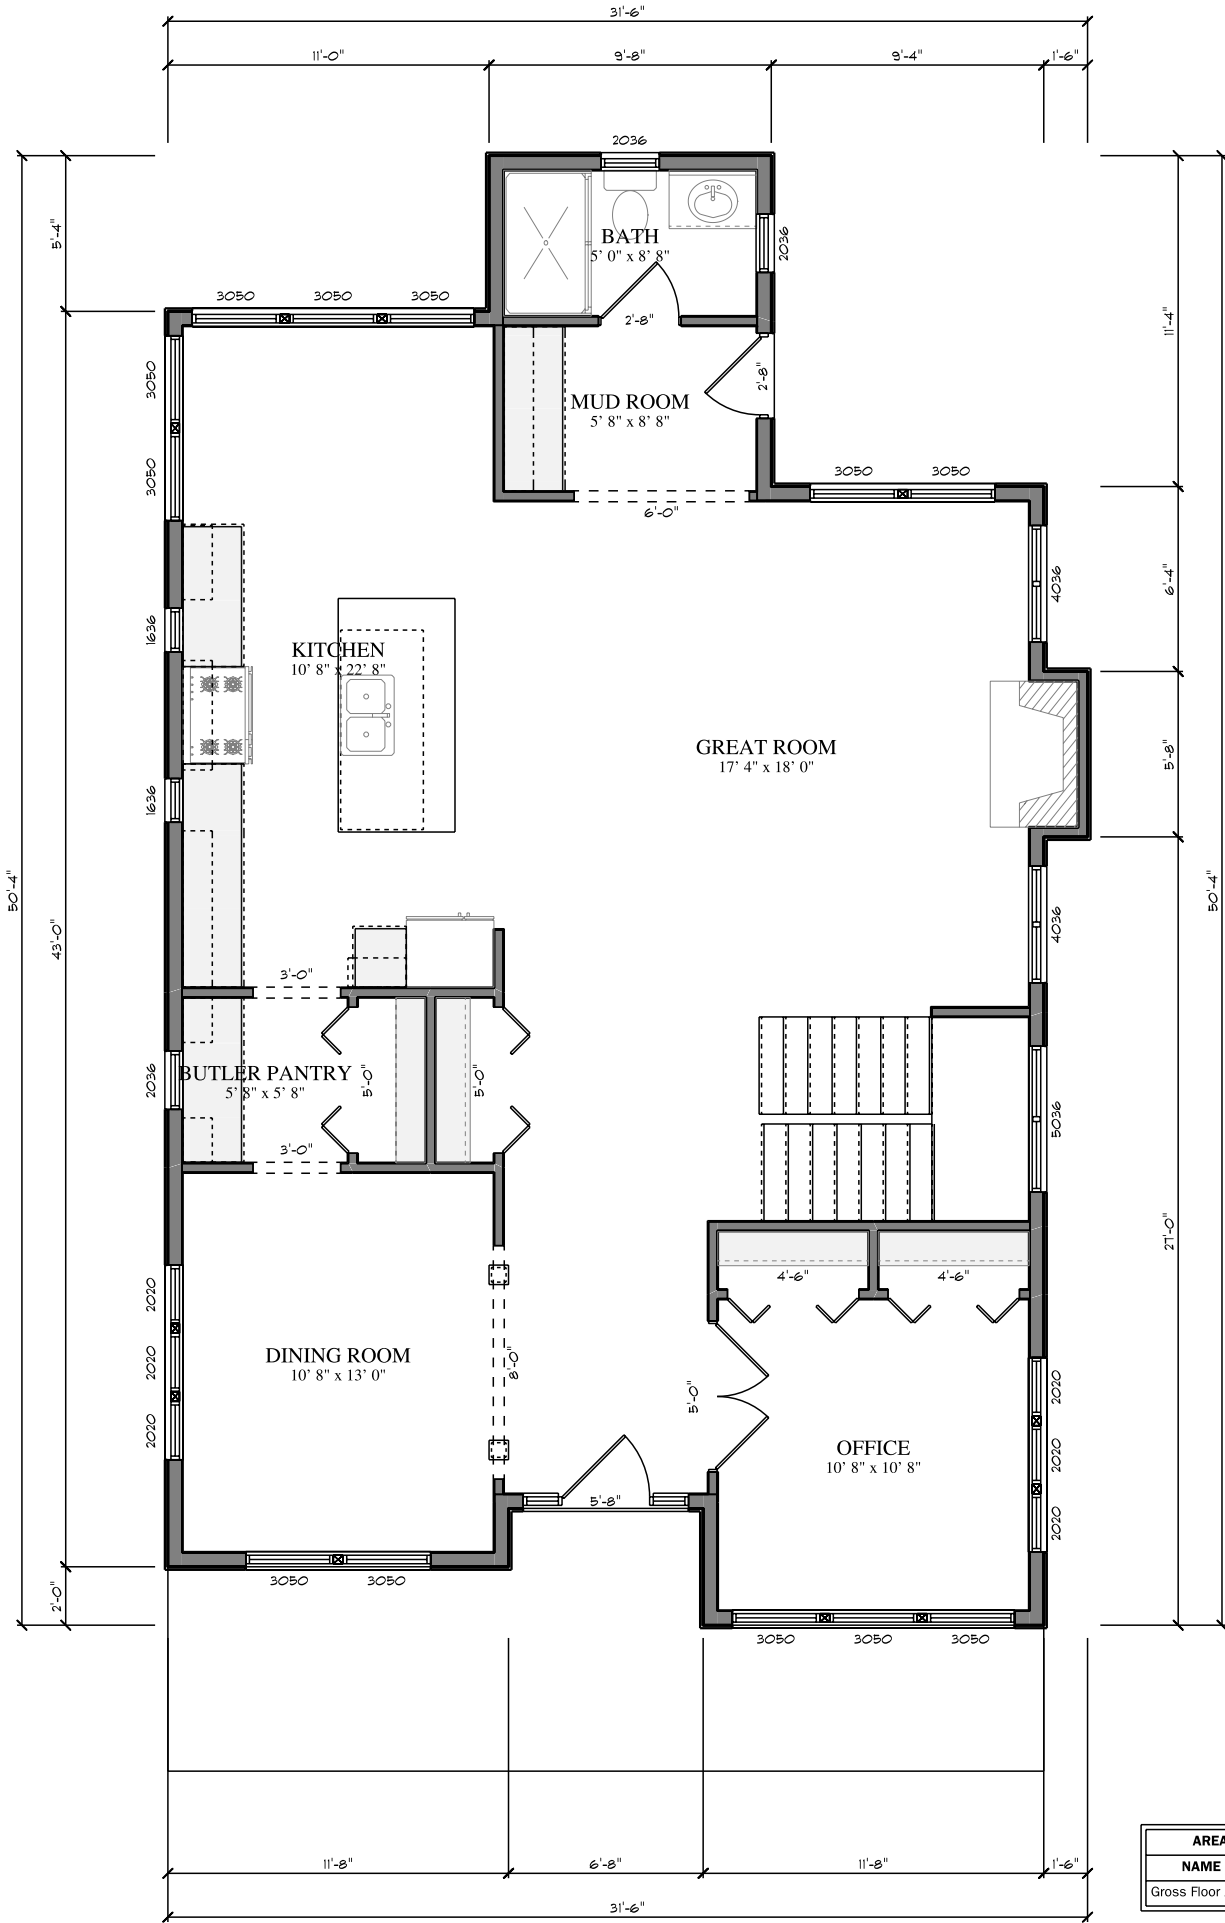 31'-6"
11'-0" 9'-8" 9'-4" 1'-6"
2036
5'-4"
BATH
5' 0" x 8' 8"
2036
3050 3050 3050
2'-8"
11'-4"
3050
2'-8"
MUD ROOM
5' 8" x 8' 8"
3050
3050 3050
6'-0"
4036
6'-4"
1636
KITCHEN
10' 8" x 22' 8"
GREAT ROOM
17' 4" x 18' 0"
5'-8"
1636
50'-4"
43'-0"
4036
50'-4"
3'-0"
2036
BUTLER PANTRY
5' 8" x 5' 8"
5'-0"
5'-0"
5036
3'-0"
27'-0"
4'-6" 4'-6"
2020
2020
2020
DINING ROOM
10' 8" x 13' 0"
8'-0"
5'-0"
2020
2020
2020
OFFICE
10' 8" x 10' 8"
5'-8"
3050 3050
2'-0"
3050 3050 3050
AREA
NAME
Gross Floor
11'-8" 6'-8" 11'-8" 1'-6"
31'-6"